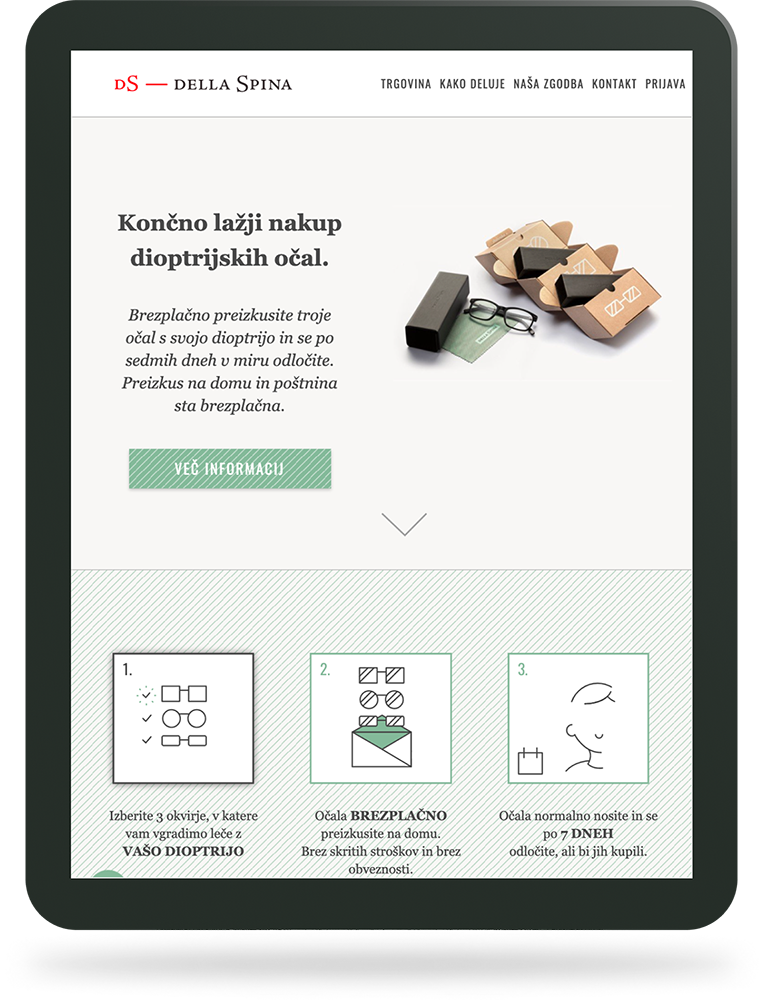 DS — DELLA SPINA
TRGOVINA KAKO DELUJE NAŠA ZGODBA KONTAKT PRIJAVA
Končno lažji nakup
dioptrijskih očal.
Brezplačno preizkusite troje
očal s svojo dioptrijo in se po
sedmih dneh v miru odločite.
Preizkus na domu in poštnina
sta brezplačna.
VEČ INFORMACIJ
1.
2.
3.
Izberite 3 okvirje, v katere
vam vgradimo leče z
VAŠO DIOPTRIJO
Očala BREZPLAČNO
preizkusite na domu.
Brez skritih stroškov in brez
obveznosti.
Očala normalno nosite in se
po 7 DNEH
odločite, ali bi jih kupili.